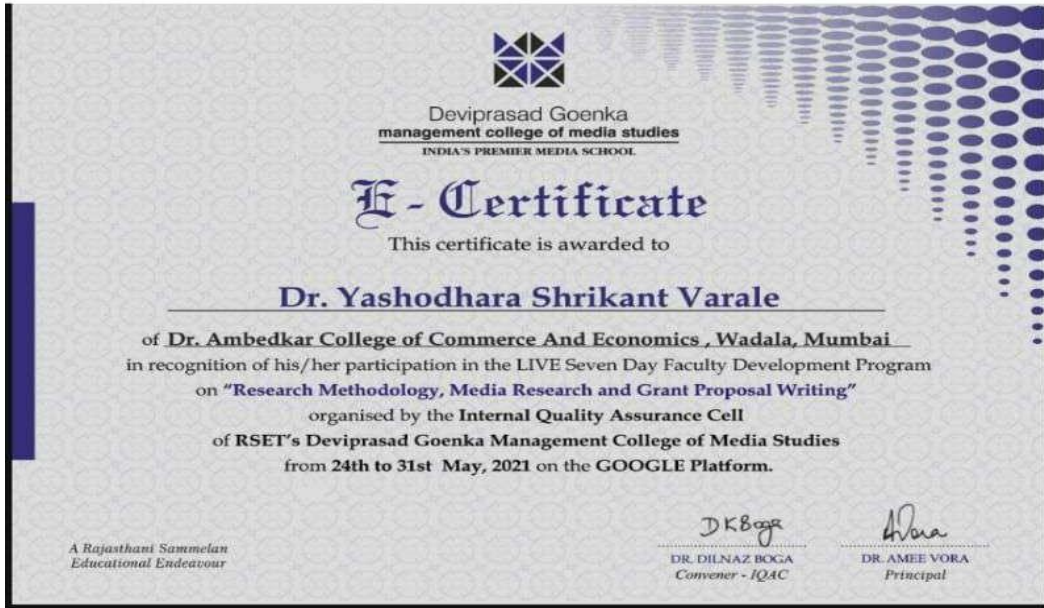 Deviprasad Goenka
management college of media studies
INDIA'S PREMIER MEDIA SCHOOL
E - Certificate
This certificate is awarded to
Dr. Yashodhara Shrikant Varale
of Dr. Ambedkar College of Commerce And Economics , Wadala, Mumbai
in recognition of his/her participation in the LIVE Seven Day Faculty Development Program
on "Research Methodology, Media Research and Grant Proposal Writing"
organised by the Internal Quality Assurance Cell
of RSET's Deviprasad Goenka Management College of Media Studies
from 24th to 31st May, 2021 on the GOOGLE Platform.
DKBoga
AVora
A Rajasthani Sammelan
Educational Endeavour
DR. DILNAZ BOGA
Convener - IQAC
DR. AMEE VORA
Principal